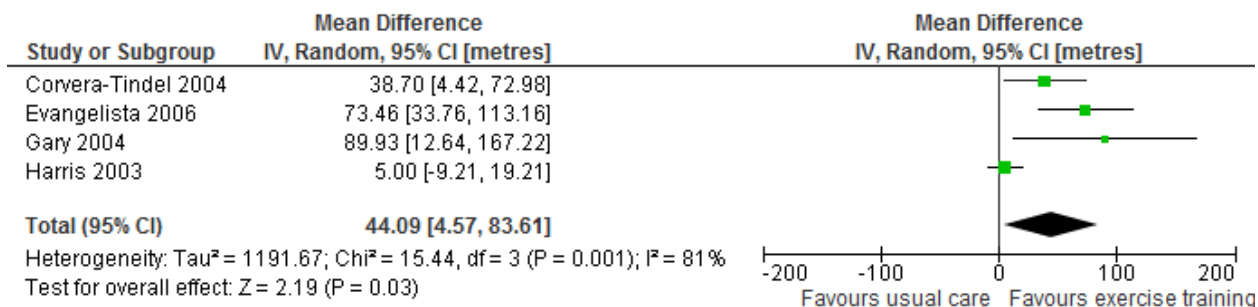 Mean Difference Mean Difference
Study or Subgroup IV, Random, 95% CI [metres] IV, Random, 95% CI [metres]
Corvera-Tindel 2004 38.70 [4.42, 72.98]
Evangelista 2006 73.46 [33.76, 113.16]
Gary 2004 89.93 [12.64, 167.22]
Harris 2003 5.00 [-9.21, 19.21]
Total (95% CI) 44.09 [4.57, 83.61]
Heterogeneity: Tau² = 1191.67; Chi² = 15.44, df = 3 (P = 0.001); I² = 81%
Test for overall effect: Z = 2.19 (P = 0.03)
-200 -100 0 100 200
Favours usual care Favours exercise training